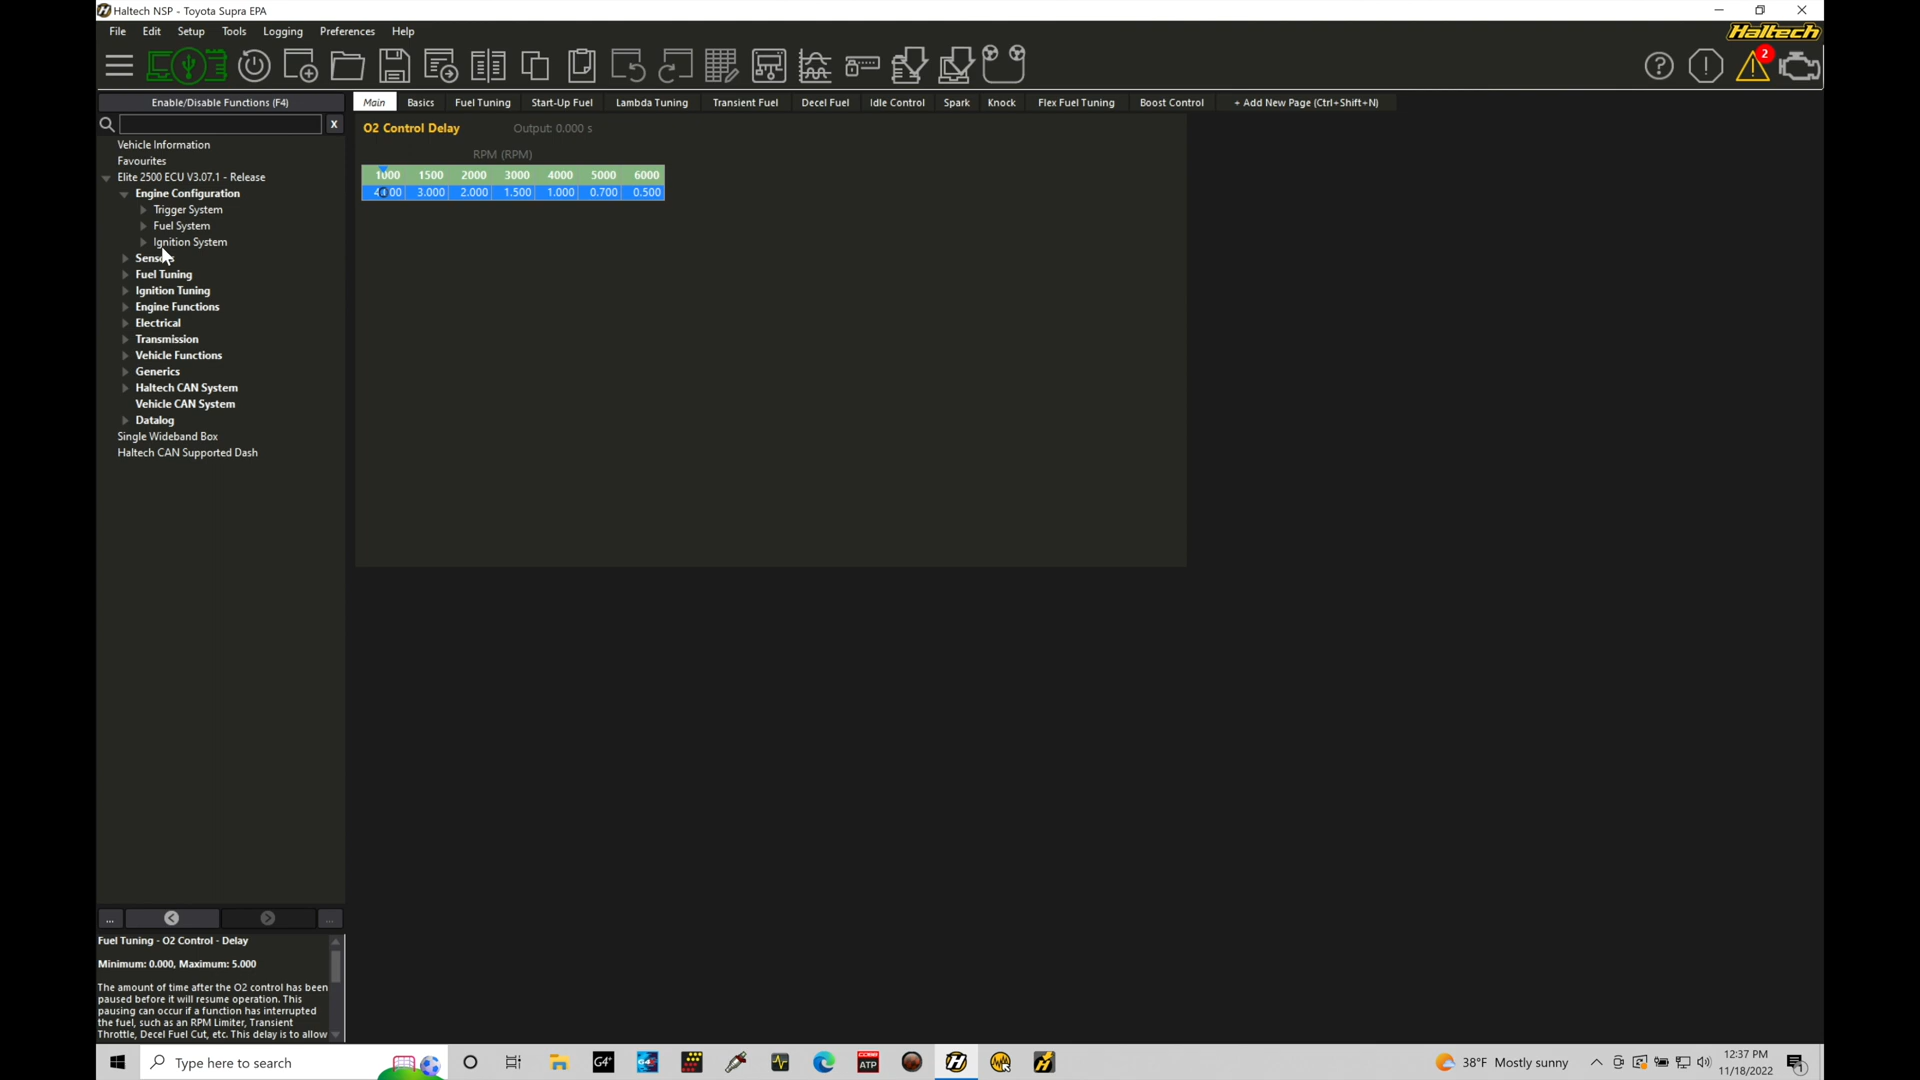 Haltech NSP - Toyota Supra EPA
File Edit Setup Tools Logging Preferences Help
Haltech
2
Enable/Disable Functions (F4)
Main Basics Fuel Tuning Start-Up Fuel Lambda Tuning Transient Fuel Decel Fuel Idle Control Spark Knock Flex Fuel Tuning Boost Control + Add New Page (Ctrl+Shift+N)
X
O2 Control Delay Output: 0.000 s
RPM (RPM)
1000 1500 2000 3000 4000 5000 6000
3.000 2.000 1.500 1.000 0.700 0.500
Vehicle Information
Favourites
Elite 2500 ECU V3.07.1 - Release
Engine Configuration
Trigger System
Fuel System
Ignition System
Sensors
Fuel Tuning
Ignition Tuning
Engine Functions
Electrical
Transmission
Vehicle Functions
Generics
Haltech CAN System
Vehicle CAN System
Datalog
Single Wideband Box
Haltech CAN Supported Dash
... ...
Fuel Tuning - O2 Control - Delay
Minimum: 0.000, Maximum: 5.000
The amount of time after the O2 control has been
paused before it will resume operation. This
pausing can occur if a function has interrupted
the fuel, such as an RPM Limiter, Transient
Throttle, Decel Fuel Cut, etc. This delay is to allow
Type here to search
G4+
ATP
38°F Mostly sunny
12:37 PM
11/18/2022
1